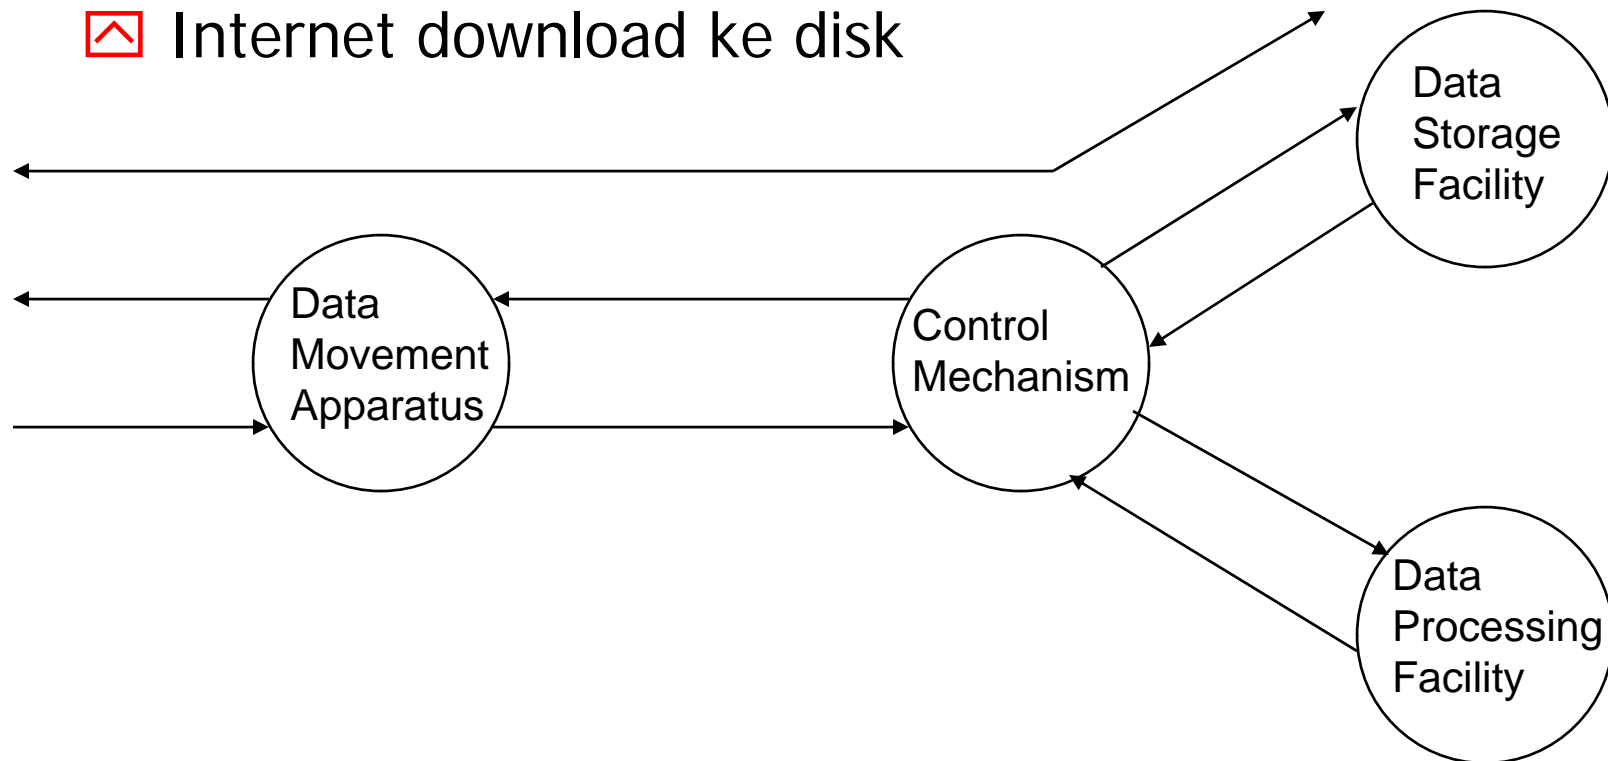 Internet download ke disk
Data
Storage
Facility
Data
Movement
Apparatus
Control
Mechanism
Data
Processing
Facility